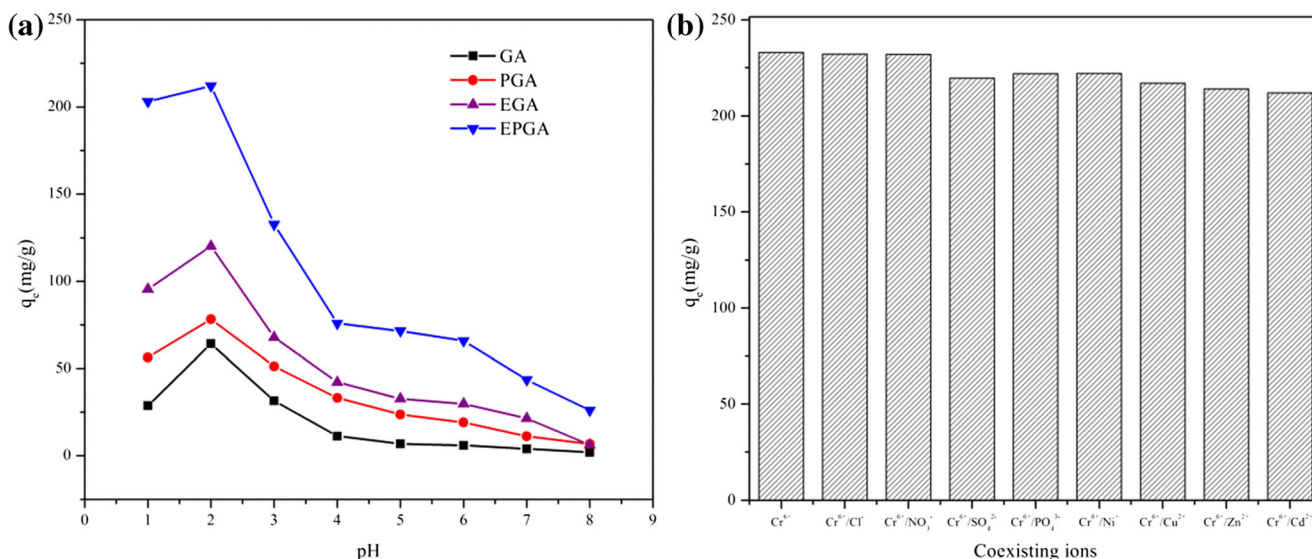 (a)
250
200
150
100
50
0
qe(mg/g)
GA
PGA
EGA
EPGA
0 1 2 3 4 5 6 7 8 9
pH
(b)
250
200
150
100
50
0
qe(mg/g)
Cr⁶⁺ Cr⁶⁺/Cl⁻ Cr⁶⁺/NO₃⁻ Cr⁶⁺/SO₄²⁻ Cr⁶⁺/PO₄³⁻ Cr⁶⁺/Ni⁺ Cr⁶⁺/Cu²⁺ Cr⁶⁺/Zn²⁺ Cr⁶⁺/Cd²⁺
Coexisting ions